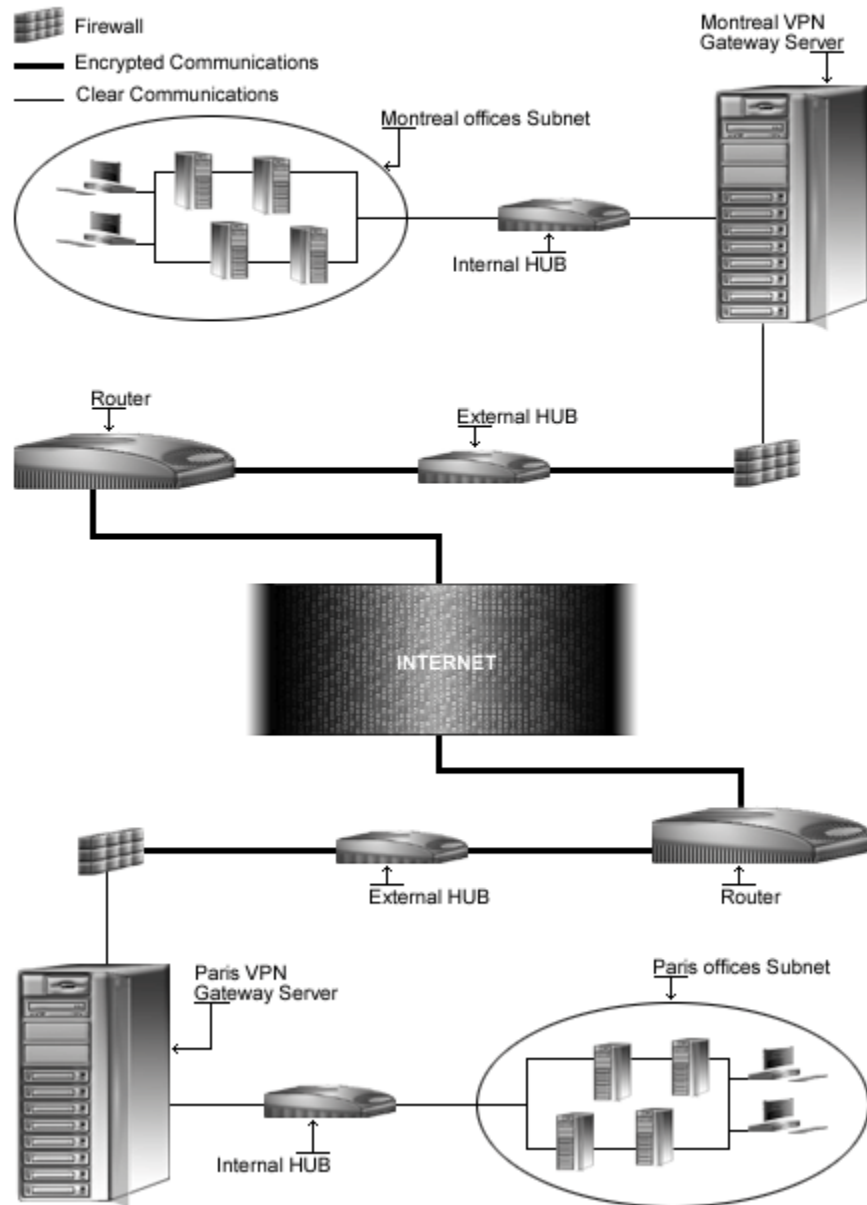 Firewall
Encrypted Communications
Clear Communications
Montreal VPN
Gateway Server
Montreal offices Subnet
Internal HUB
Router
External HUB
INTERNET
External HUB
Router
Paris VPN
Gateway Server
Paris offices Subnet
Internal HUB